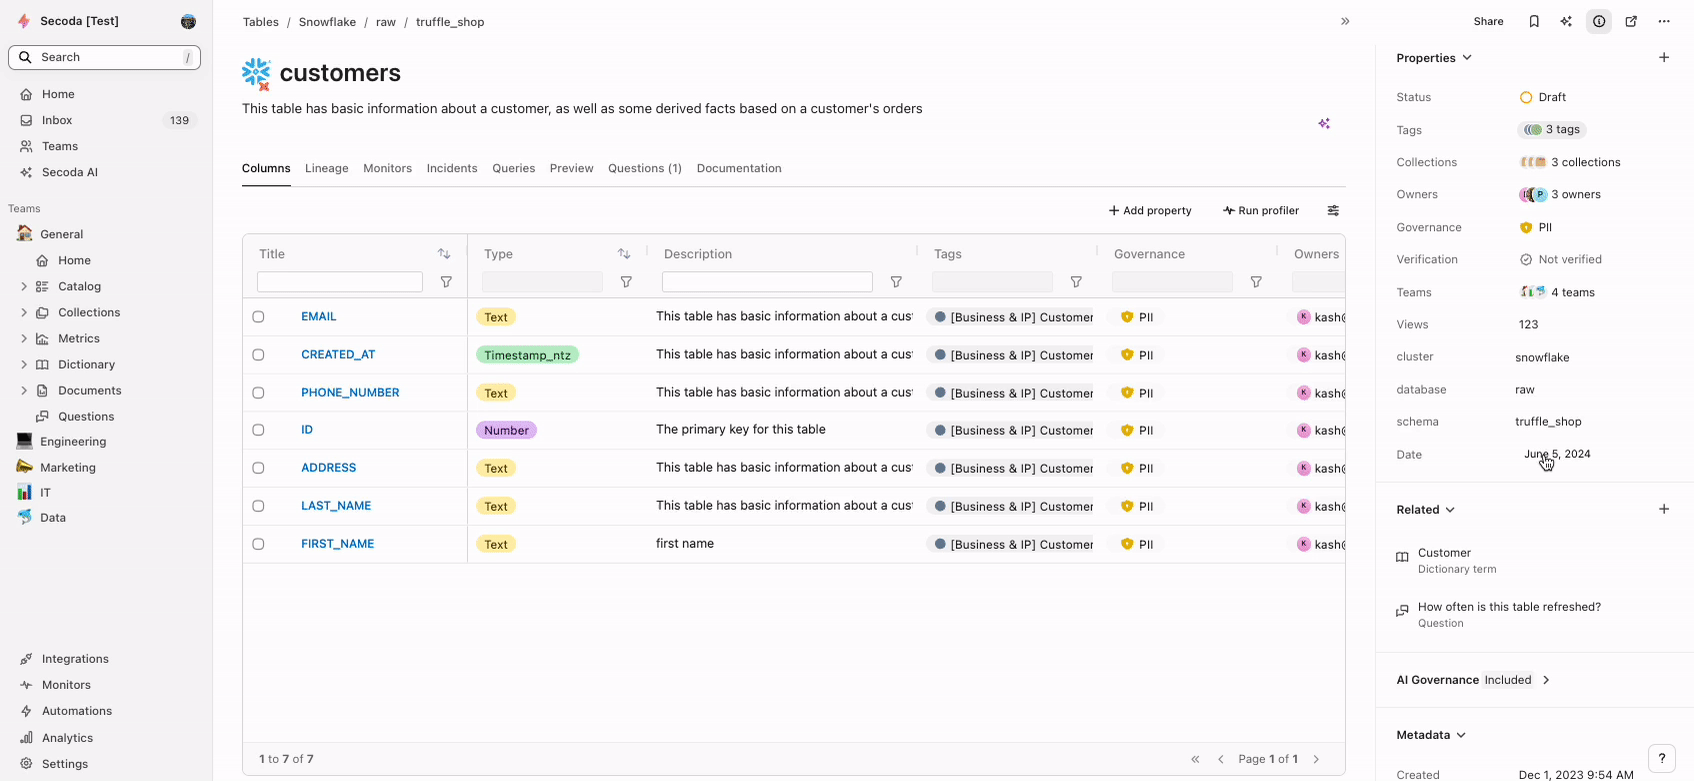 Secoda [Test]
Search /
Home
Inbox 139
Teams
Secoda AI
Teams
General
Home
Catalog
Collections
Metrics
Dictionary
Documents
Questions
Engineering
Marketing
IT
Data
Integrations
Monitors
Automations
Analytics
Settings
Tables / Snowflake / raw / truffle_shop
Share
customers
This table has basic information about a customer, as well as some derived facts based on a customer's orders
Columns Lineage Monitors Incidents Queries Preview Questions (1) Documentation
+ Add property Run profiler
Title Type Description Tags Governance Owners
EMAIL Text This table has basic information about a cus [Business & IP] Customer PII K kash@
CREATED_AT Timestamp_ntz This table has basic information about a cus [Business & IP] Customer PII K kash@
PHONE_NUMBER Text This table has basic information about a cus [Business & IP] Customer PII K kash@
ID Number The primary key for this table [Business & IP] Customer PII K kash@
ADDRESS Text This table has basic information about a cus [Business & IP] Customer PII K kash@
LAST_NAME Text This table has basic information about a cus [Business & IP] Customer PII K kash@
FIRST_NAME Text first name [Business & IP] Customer PII K kash@
1 to 7 of 7
Page 1 of 1
Properties
Status Draft
Tags 3 tags
Collections 3 collections
Owners P 3 owners
Governance PII
Verification Not verified
Teams 4 teams
Views 123
cluster snowflake
database raw
schema truffle_shop
Date June 5, 2024
Related
Customer
Dictionary term
How often is this table refreshed?
Question
AI Governance Included
Metadata
Created Dec 1, 2023 9:54 AM
?